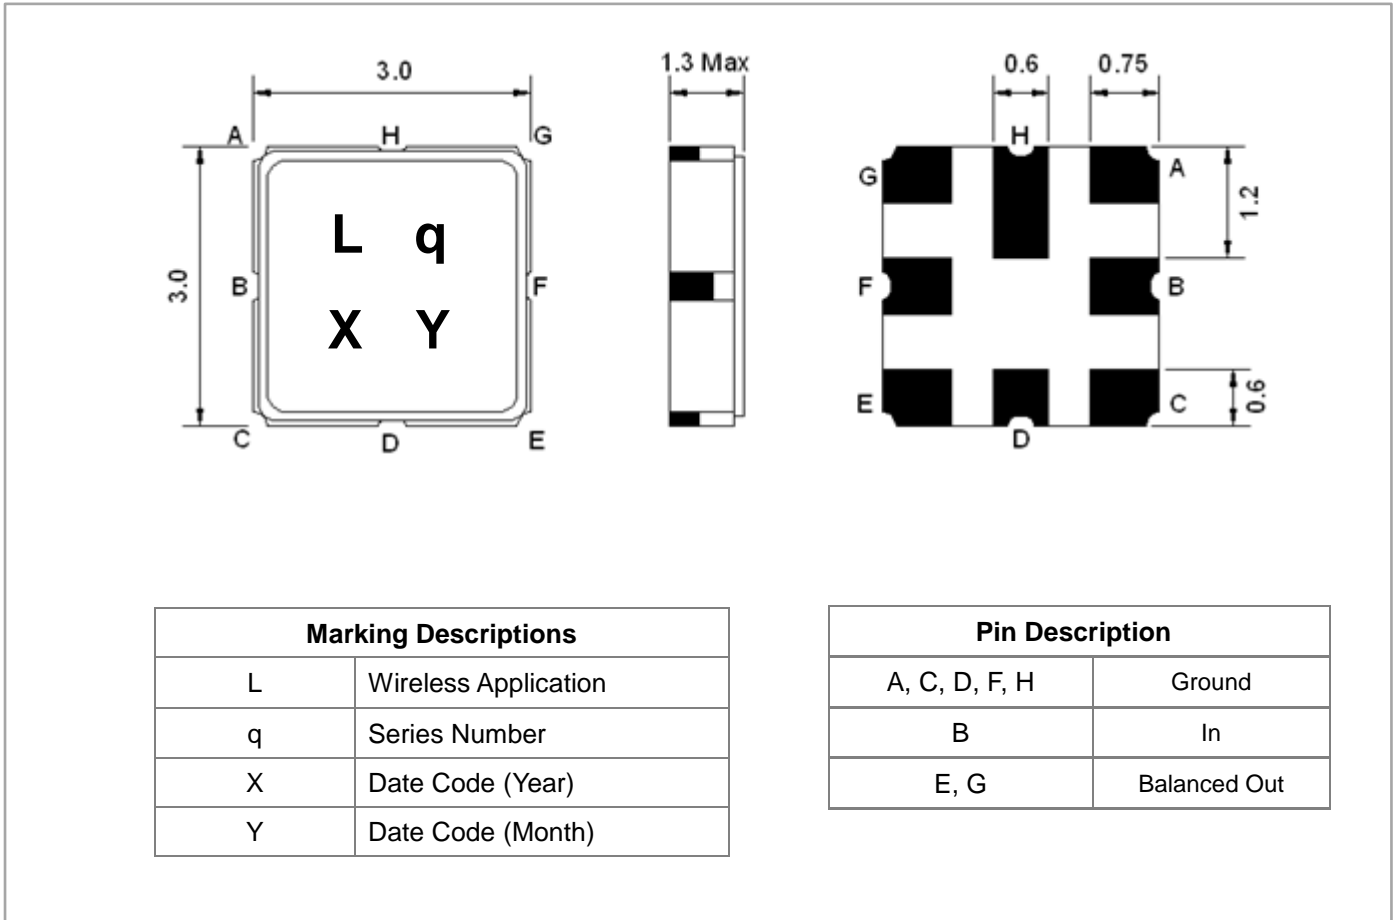 3.0
1.3 Max
0.6 0.75
A H G
H
G A
1.2
L q
3.0
B F
F B
X Y
E C
0.6
C D E
D
Marking Descriptions
L Wireless Application
q Series Number
X Date Code (Year)
Y Date Code (Month)
Pin Description
A, C, D, F, H Ground
B In
E, G Balanced Out